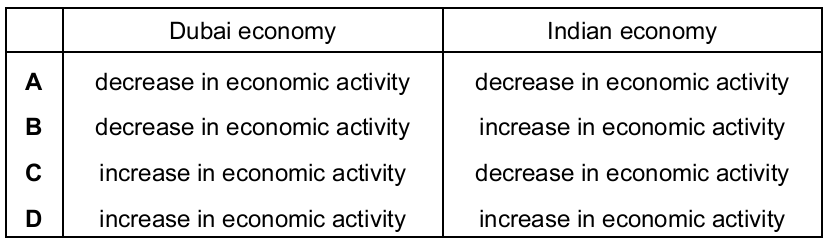 Dubai economy Indian economy
A decrease in economic activity decrease in economic activity
B decrease in economic activity increase in economic activity
C increase in economic activity decrease in economic activity
D increase in economic activity increase in economic activity